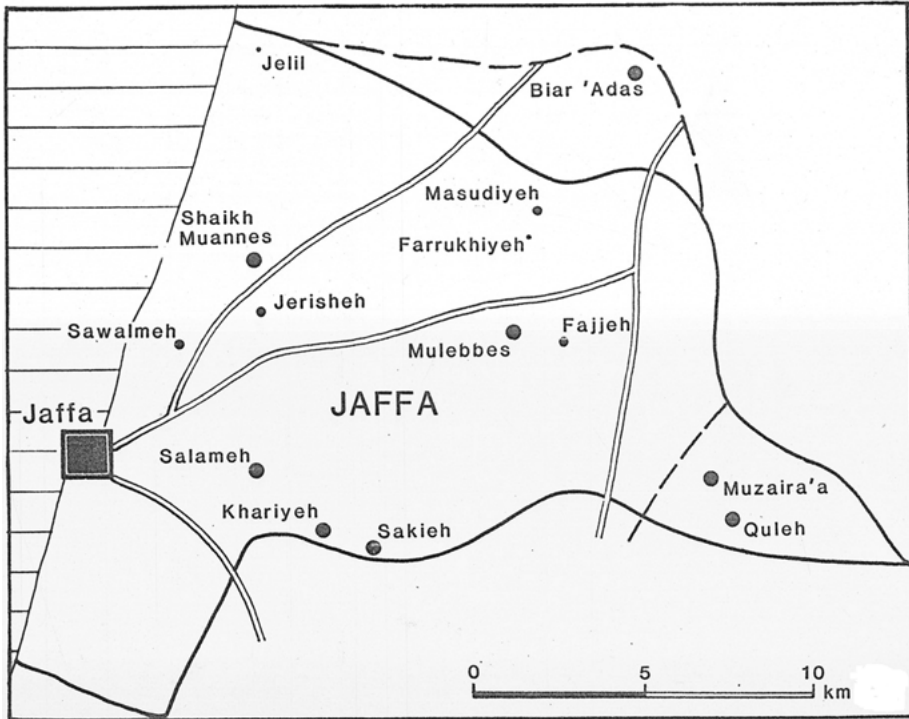 Jelil
Biar 'Adas
Masudiyeh
Shaikh
Muannes
Farrukhiyeh
Jerisheh
Sawalmeh
Mulebbes
Fajjeh
Jaffa
JAFFA
Salameh
Muzaira'a
Khariyeh
Sakieh
Quleh
0 5 10
km